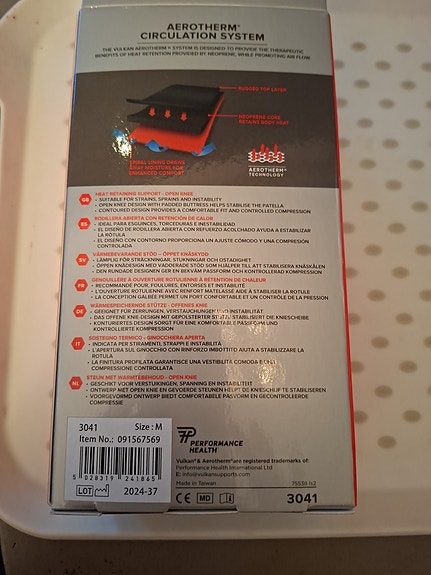 AEROTHERM®
CIRCULATION SYSTEM
THE VULKAN AEROTHERM® SYSTEM IS DESIGNED TO PROVIDE THE THERAPEUTIC
BENEFITS OF HEAT RETENTION PROVIDED BY NEOPRENE, WHILE PROMOTING AIR FLOW
RUGGED TOP LAYER
NEOPRENE CORE
RETAINS BODY HEAT
SPIRAL LINING DRAWS
AWAY MOISTURE FOR
ENHANCED COMFORT
AEROTHERM®
TECHNOLOGY
GB HEAT RETAINING SUPPORT - OPEN KNEE
• SUITABLE FOR STRAINS, SPRAINS AND INSTABILITY
• OPEN KNEE DESIGN WITH PADDED BUTTRESS HELPS STABILISE THE PATELLA
• CONTOURED DESIGN PROVIDES A COMFORTABLE FIT AND CONTROLLED COMPRESSION
ES RODILLERA ABIERTA CON RETENCIÓN DE CALOR
• IDEAL PARA ESGUINCES, TORCEDURAS E INESTABILIDAD
• EL DISEÑO DE RODILLERA ABIERTA CON REFUERZO ACOLCHADO AYUDA A ESTABILIZAR
LA RÓTULA
• EL DISEÑO CON CONTORNO PROPORCIONA UN AJUSTE CÓMODO Y UNA COMPRESIÓN
CONTROLADA
SV VÄRMEBEVARANDE STÖD - ÖPPET KNÄSKYDD
• LÄMPLIG FÖR STRÄCKNINGAR, STUKNINGAR OCH OSTADIGHET
• ÖPPEN KNÄDESIGN MED VADDERADE STÖD SOM HJÄLPER TILL ATT STABILISERA KNÄSKÅLEN
• DEN RUNDADE DESIGNEN GER EN BEKVÄM PASSFORM OCH KONTROLLERAD KOMPRESSION
FR GENOUILLÈRE À OUVERTURE ROTULIENNE À RÉTENTION DE CHALEUR
• RECOMMANDÉ POUR, FOULURES, ENTORSES ET INSTABILITÉ
• L'OUVERTURE ROTULIENNE AVEC RENFORT MATELASSÉ AIDE À STABILISER LA ROTULE
• LA CONCEPTION GALBÉE PERMET UN PORT CONFORTABLE ET UN CONTRÔLE DE LA PRESSION
DE WÄRMESPEICHERNDE STÜTZE - OFFENES KNIE
• GEEIGNET FÜR ZERRUNGEN, VERSTAUCHUNGEN UND INSTABILITÄT
• DAS OFFENE KNIE DESIGN MIT GEPOLSTERTER STÜTZE STABILISIERT DIE KNIESCHEIBE
• KONTURIERTES DESIGN SORGT FÜR EINE KOMFORTABLE PASSFORM UND
KONTROLLIERTE KOMPRESSION
IT SOSTEGNO TERMICO - GINOCCHIERA APERTA
• INDICATA PER STIRAMENTI, STRAPPI E INSTABILITÀ
• L'APERTURA SUL GINOCCHIO CON RINFORZO IMBOTTITO AIUTA A STABILIZZARE LA
ROTULA
• LA FINITURA PROFILATA GARANTISCE UNA VESTIBILITÀ COMODA E UNA
COMPRESSIONE CONTROLLATA
NL STEUN MET WARMTEBEHOUD - OPEN KNIE
• GESCHIKT VOOR VERSTUIKINGEN, SPANNING EN INSTABILITEIT
• ONTWERP MET OPEN KNIE EN GEVOERDE STEUNEN HELPT DE KNIESCHIJF TE STABILISEREN
• VOORGEVORMD ONTWERP BIEDT COMFORTABELE PASVORM EN GECONTROLEERDE
COMPRESSIE
3041 Size: M
Item No.: 091567569
5 028319 241865
LOT 2024-37
PERFORMANCE
HEALTH®
Vulkan® & Aerotherm® are registered trademarks of:
Performance Health International Ltd
E: info@vulkansupports.com
Made in Taiwan
CE MD i
3041